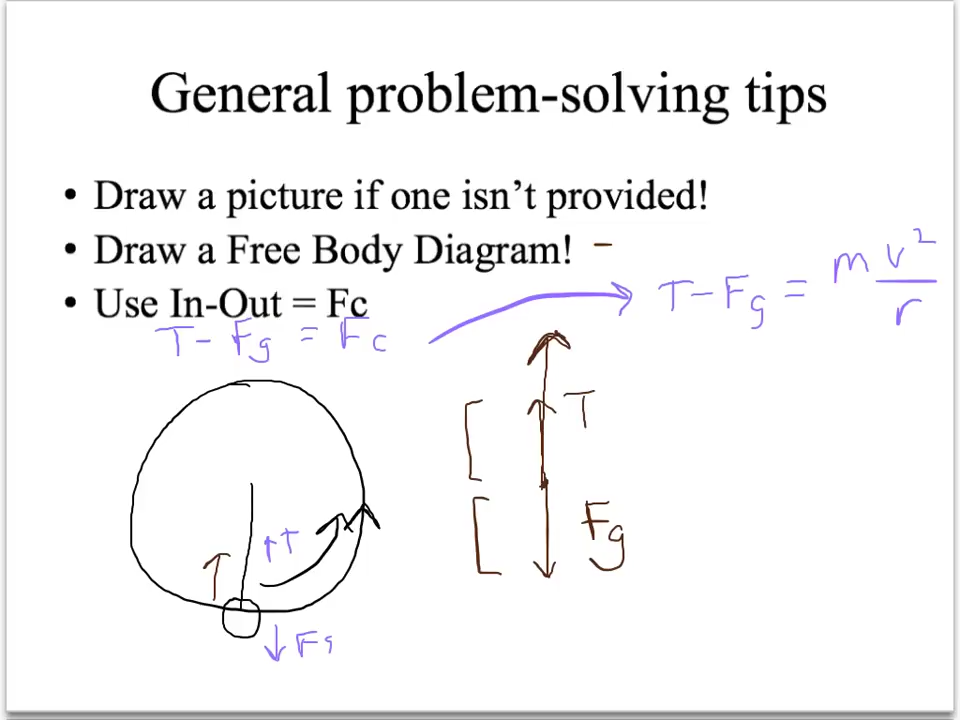 General problem-solving tips
• Draw a picture if one isn't provided!
• Draw a Free Body Diagram! -
• Use In-Out = Fc
T - Fg = Fc
T - Fg = m v² / r
T
Fg
T
Fg